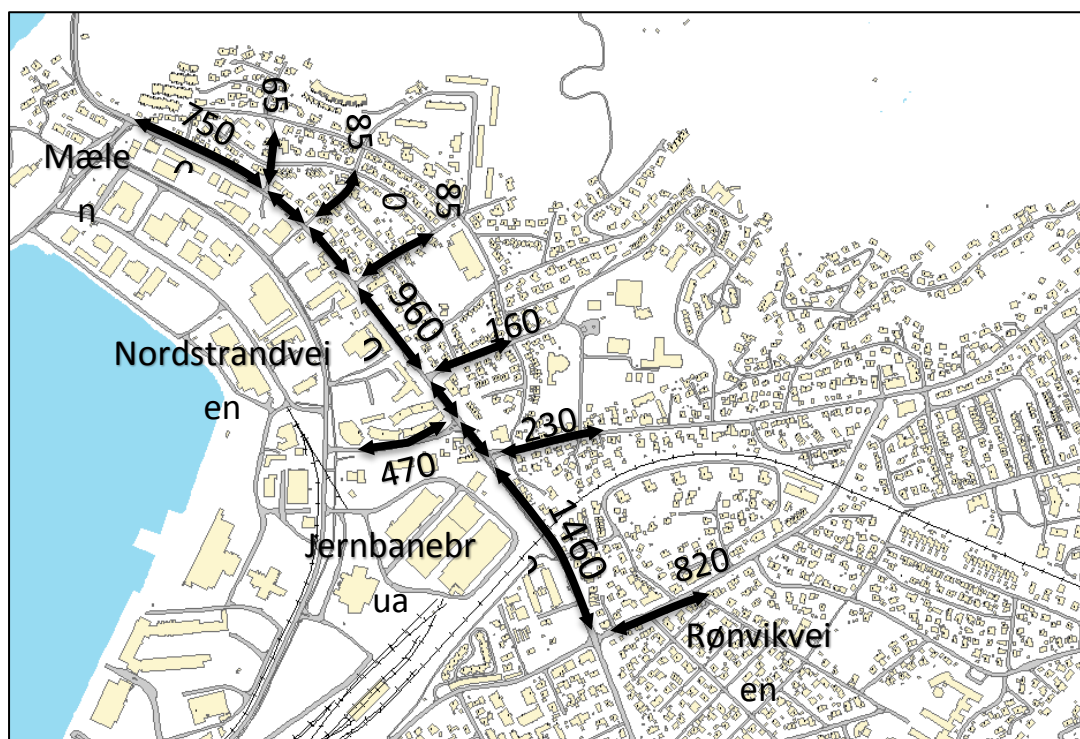 65
750
85
Mæle
n
0
85
960
160
Nordstrandvei
en
230
470
1460
Jernbanebr
ua
820
Rønvikvei
en